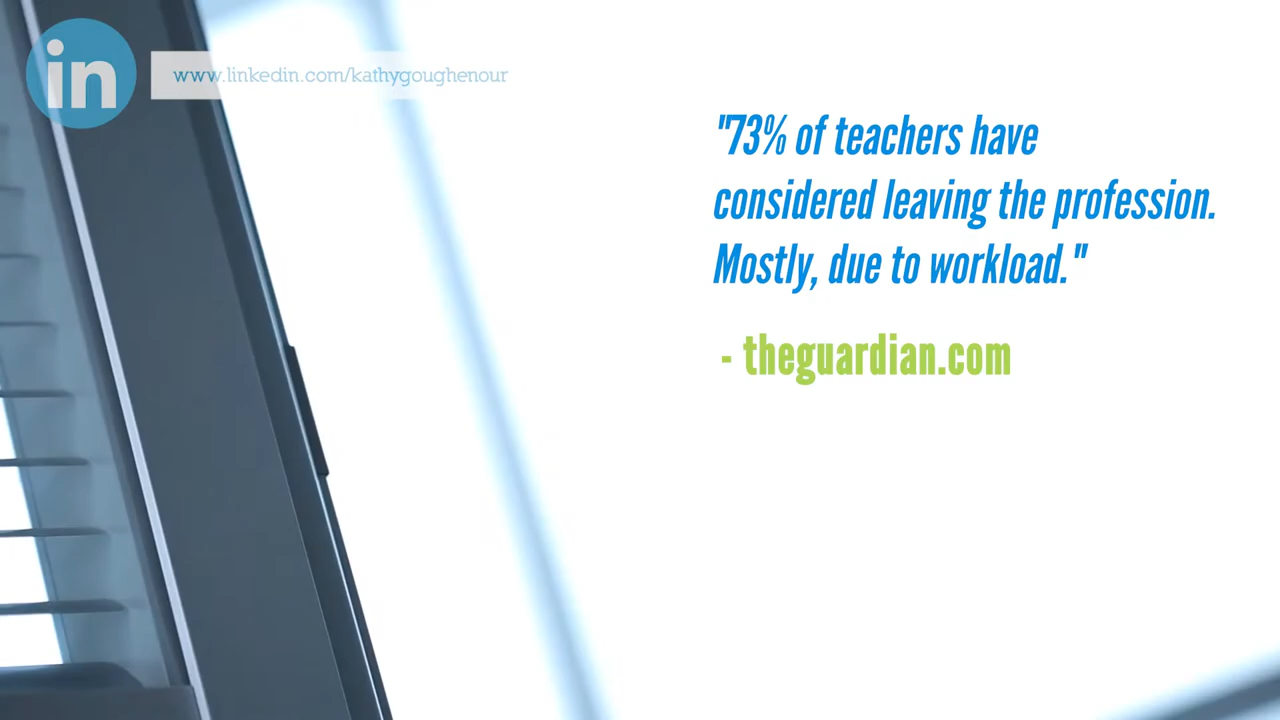 in
www.linkedin.com/kathygoughenour
"73% of teachers have
considered leaving the profession.
Mostly, due to workload."
- theguardian.com